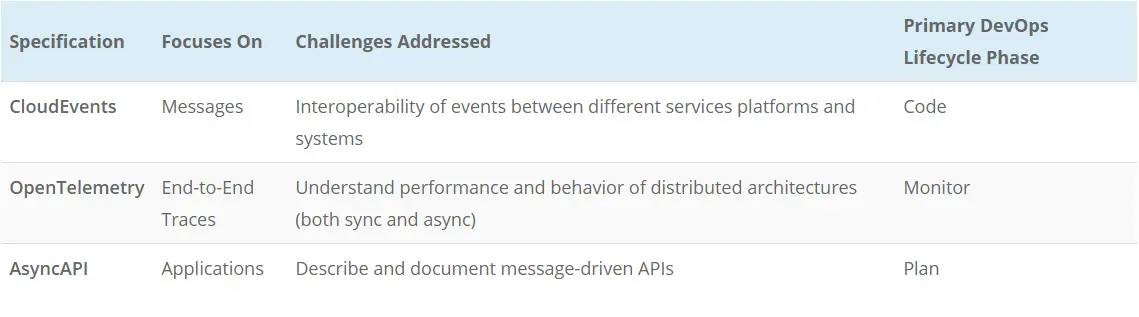 Specification Focuses On Challenges Addressed Primary DevOps
Lifecycle Phase
CloudEvents Messages Interoperability of events between different services platforms and Code
systems
OpenTelemetry End-to-End Understand performance and behavior of distributed architectures Monitor
Traces (both sync and async)
AsyncAPI Applications Describe and document message-driven APIs Plan